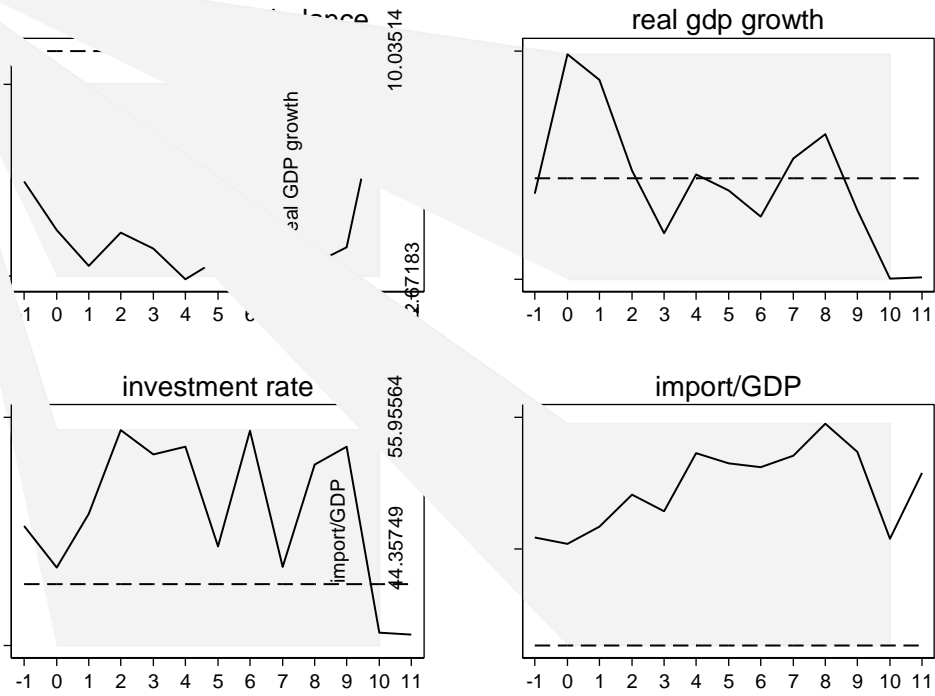 real gdp growth
10.03514
eal GDP growth
2.67183
1 0 1 2 3 4 5
-1 0 1 2 3 4 5 6 7 8 9 10 11
investment rate
import/GDP
55.95564
import/GDP
44.35749
-1 0 1 2 3 4 5 6 7 8 9 10 11
-1 0 1 2 3 4 5 6 7 8 9 10 11